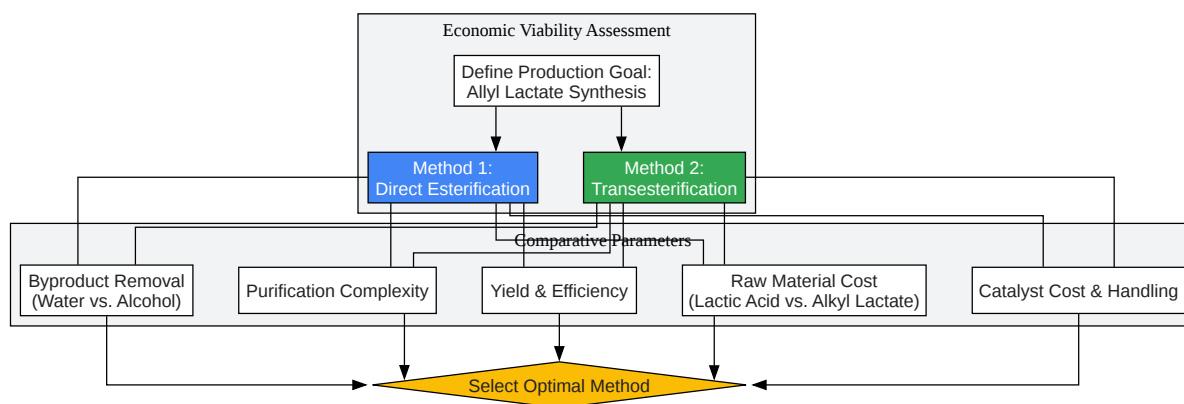 Economic Viability Assessment
Define Production Goal:
Allyl Lactate Synthesis
Method 1:
Direct Esterification
Method 2:
Transesterification
Comparative Parameters
Byproduct Removal
(Water vs. Alcohol)
Purification Complexity
Yield & Efficiency
Raw Material Cost
(Lactic Acid vs. Alkyl Lactate)
Catalyst Cost & Handling
Select Optimal Method